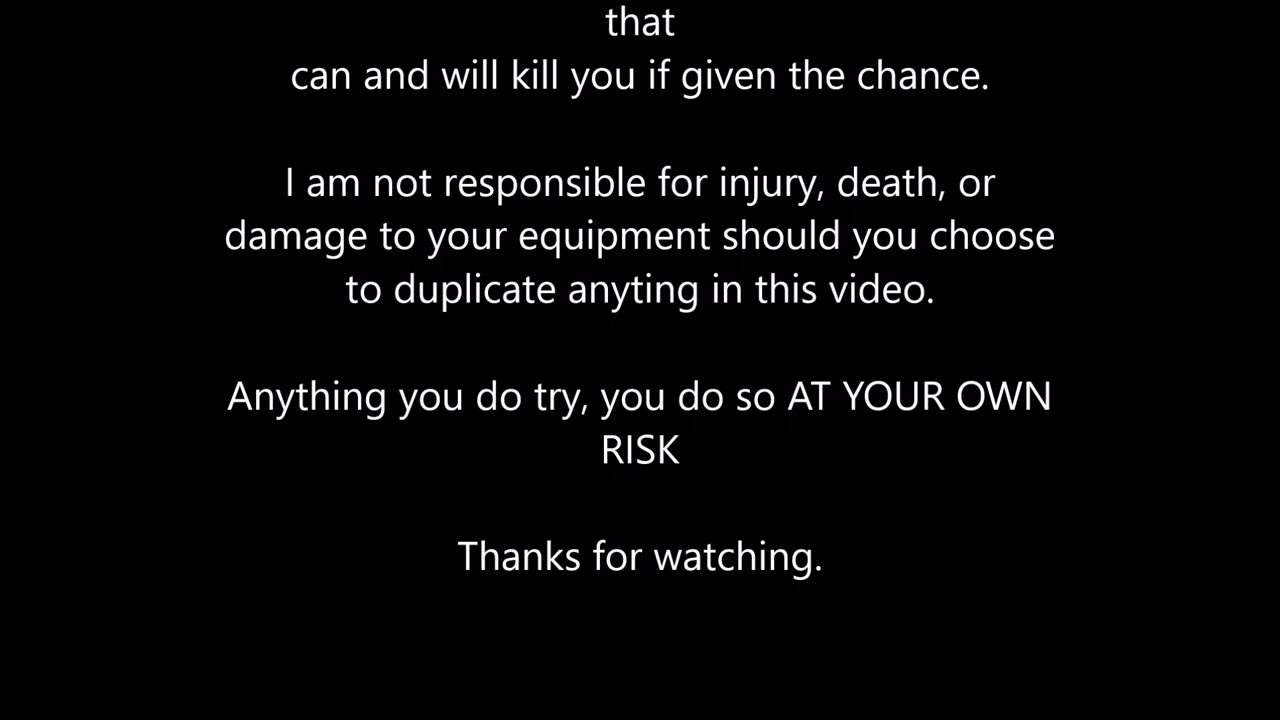 that
can and will kill you if given the chance.
I am not responsible for injury, death, or
damage to your equipment should you choose
to duplicate anyting in this video.
Anything you do try, you do so AT YOUR OWN
RISK
Thanks for watching.